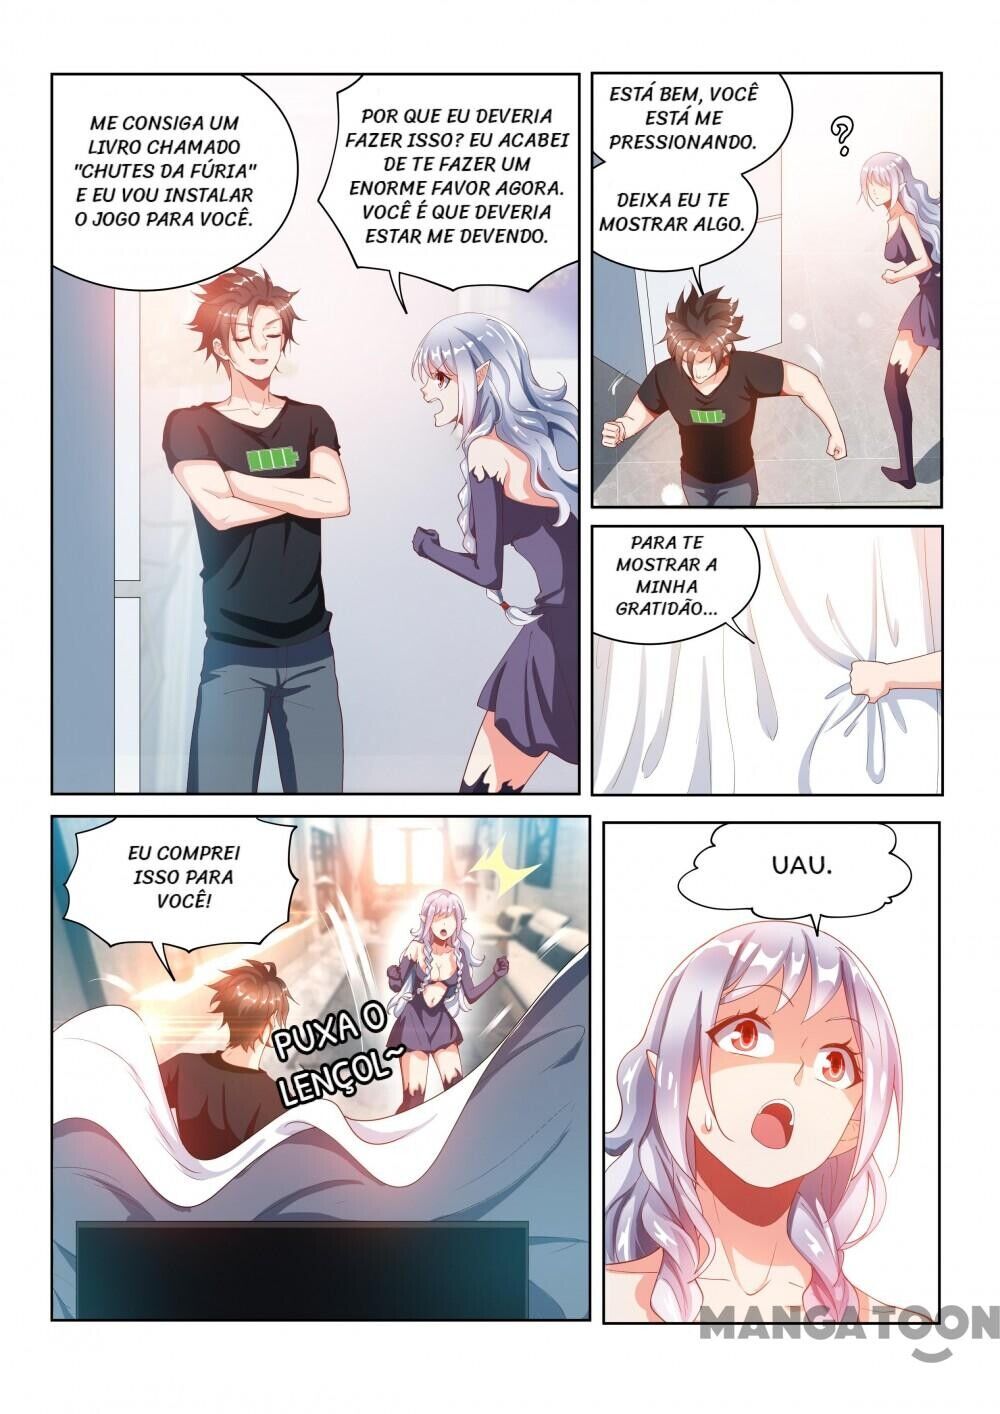 ME CONSIGA UM
LIVRO CHAMADO
"CHUTES DA FÚRIA"
E EU VOU INSTALAR
O JOGO PARA VOCÊ.
POR QUE EU DEVERIA
FAZER ISSO? EU ACABEI
DE TE FAZER UM
ENORME FAVOR AGORA.
VOCÊ É QUE DEVERIA
ESTAR ME DEVENDO.
ESTÁ BEM, VOCÊ
ESTÁ ME
PRESSIONANDO.
DEIXA EU TE
MOSTRAR ALGO.
?
PARA TE
MOSTRAR A
MINHA
GRATIDÃO...
EU COMPREI
ISSO PARA
VOCÊ!
PUXA O
LENÇOL~
UAU.
MANGATOON